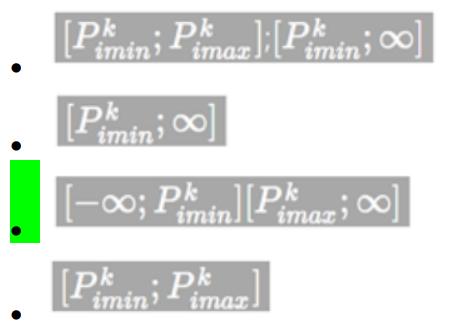 • [P^k_{imin}; P^k_{imax}];[P^k_{imin}; ∞]
• [P^k_{imin}; ∞]
• [−∞; P^k_{imin}][P^k_{imax}; ∞]
• [P^k_{imin}; P^k_{imax}]